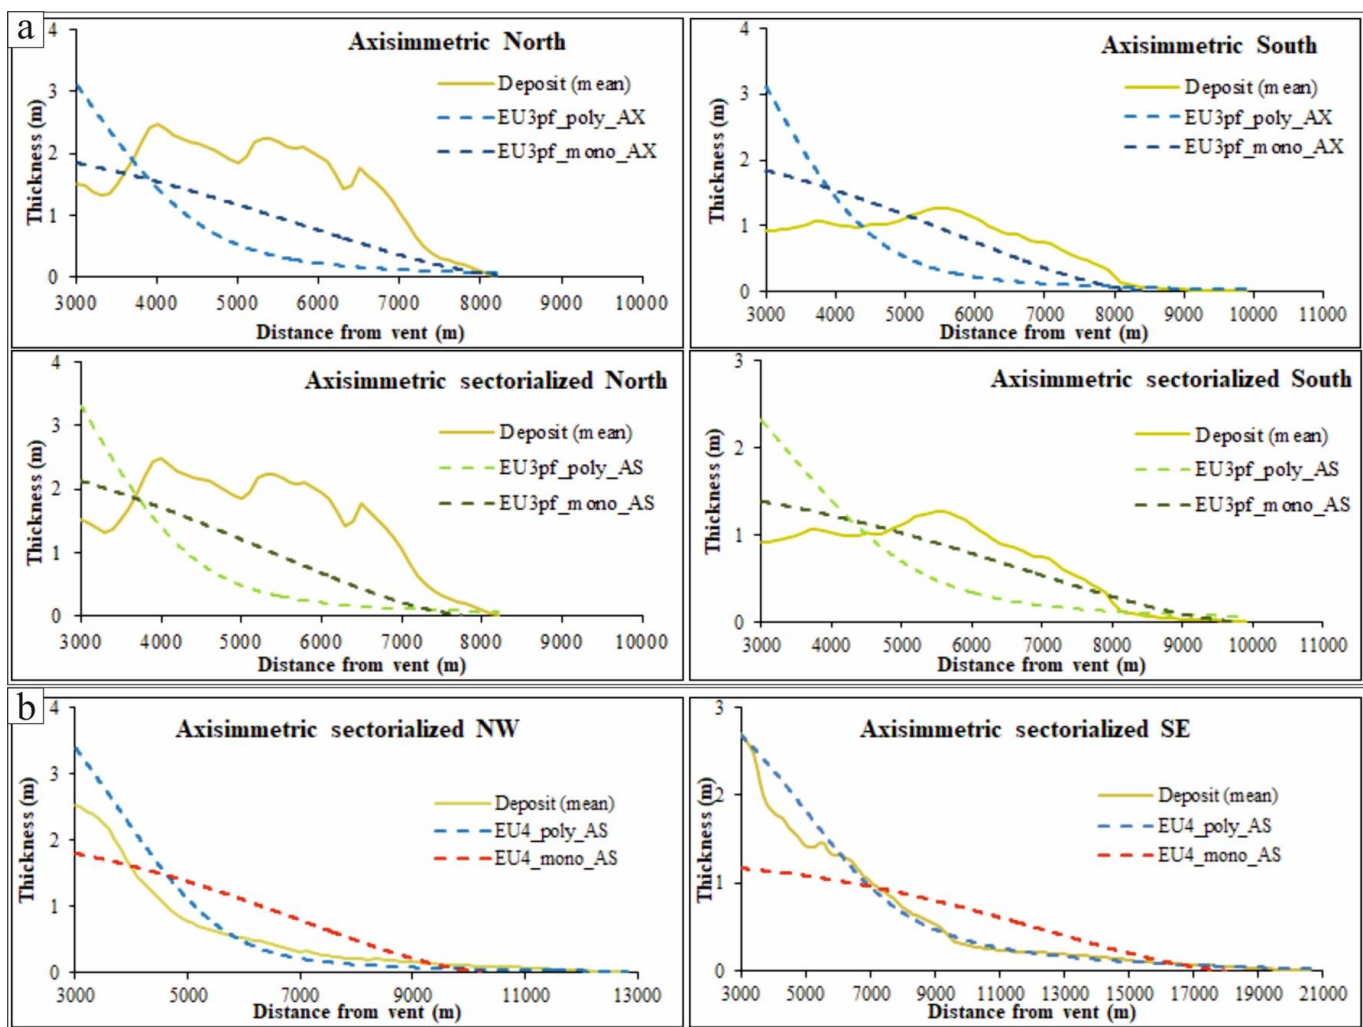 a
Axisimmetric North
Deposit (mean)
EU3pf_poly_AX
EU3pf_mono_AX
Thickness (m)
4
3
2
1
0
3000 4000 5000 6000 7000 8000 9000 10000
Distance from vent (m)
Axisimmetric South
Deposit (mean)
EU3pf_poly_AX
EU3pf_mono_AX
Thickness (m)
4
3
2
1
0
3000 4000 5000 6000 7000 8000 9000 10000 11000
Distance from vent (m)
Axisimmetric sectorialized North
Deposit (mean)
EU3pf_poly_AS
EU3pf_mono_AS
Thickness (m)
4
3
2
1
0
3000 4000 5000 6000 7000 8000 9000 10000
Distance from vent (m)
Axisimmetric sectorialized South
Deposit (mean)
EU3pf_poly_AS
EU3pf_mono_AS
Thickness (m)
3
2
1
0
3000 4000 5000 6000 7000 8000 9000 10000 11000
Distance from vent (m)
b
Axisimmetric sectorialized NW
Deposit (mean)
EU4_poly_AS
EU4_mono_AS
Thickness (m)
4
3
2
1
0
3000 5000 7000 9000 11000 13000
Distance from vent (m)
Axisimmetric sectorialized SE
Deposit (mean)
EU4_poly_AS
EU4_mono_AS
Thickness (m)
3
2
1
0
3000 5000 7000 9000 11000 13000 15000 17000 19000 21000
Distance from vent (m)